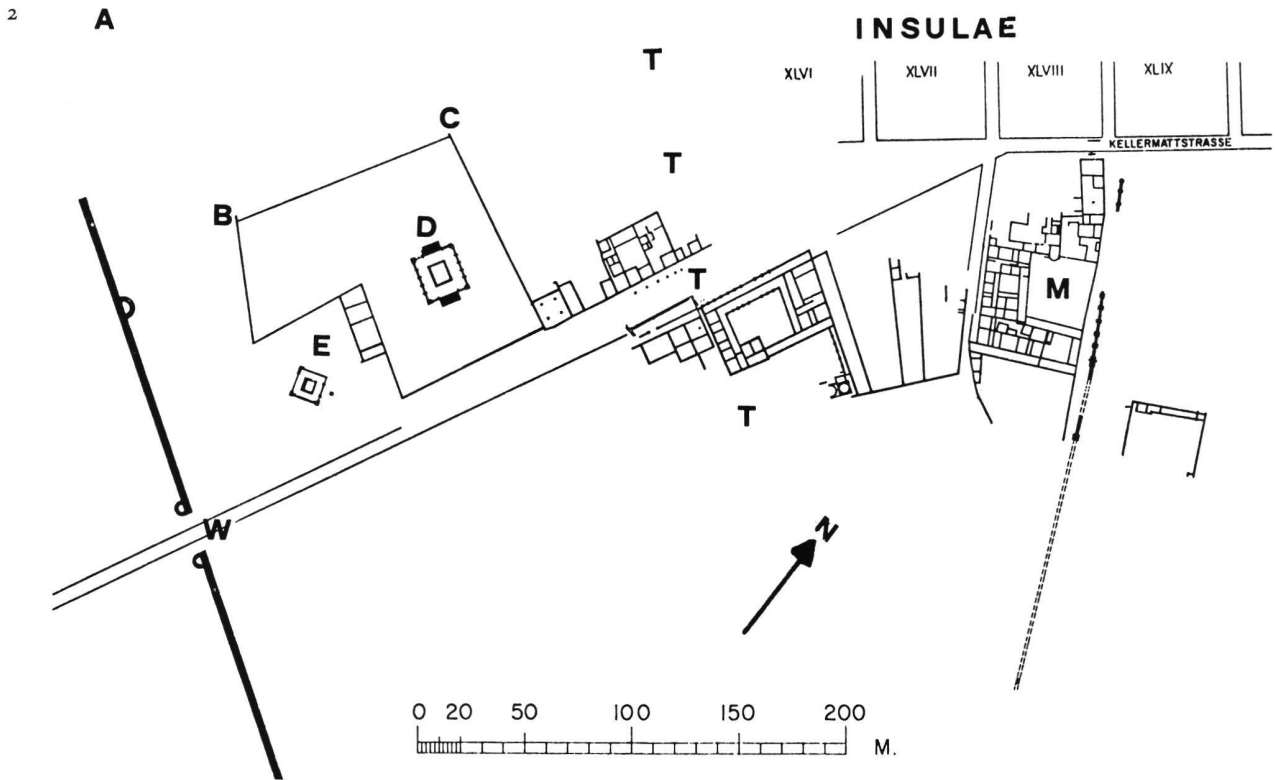 2
A
INSULAE
T
XLVI XLVII XLVIII XLIX
C
KELLERMATTSTRASSE
T
B
D
T
M
E
T
W
N
0 20 50 100 150 200
M.